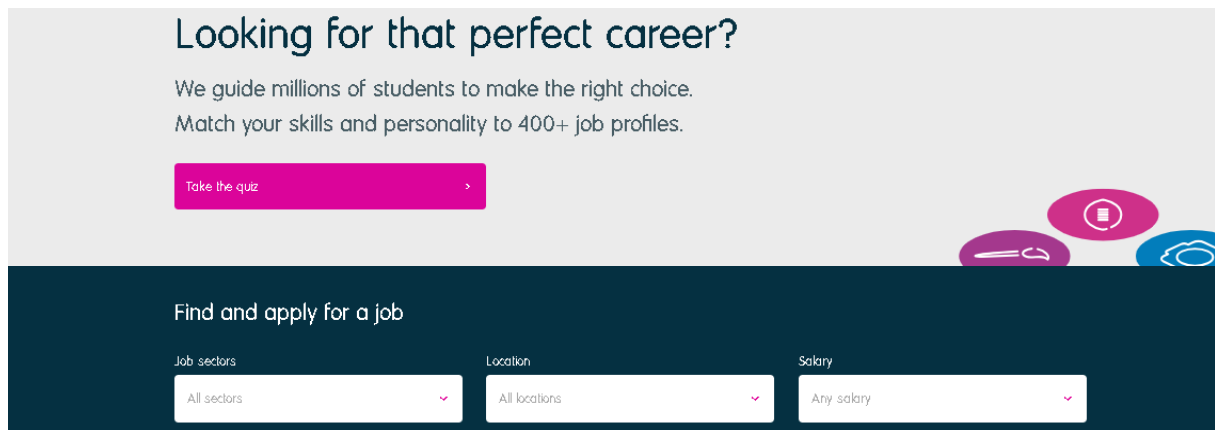 Looking for that perfect career?
We guide millions of students to make the right choice.
Match your skills and personality to 400+ job profiles.
Take the quiz
Find and apply for a job
Job sectors Location Salary
All sectors All locations Any salary